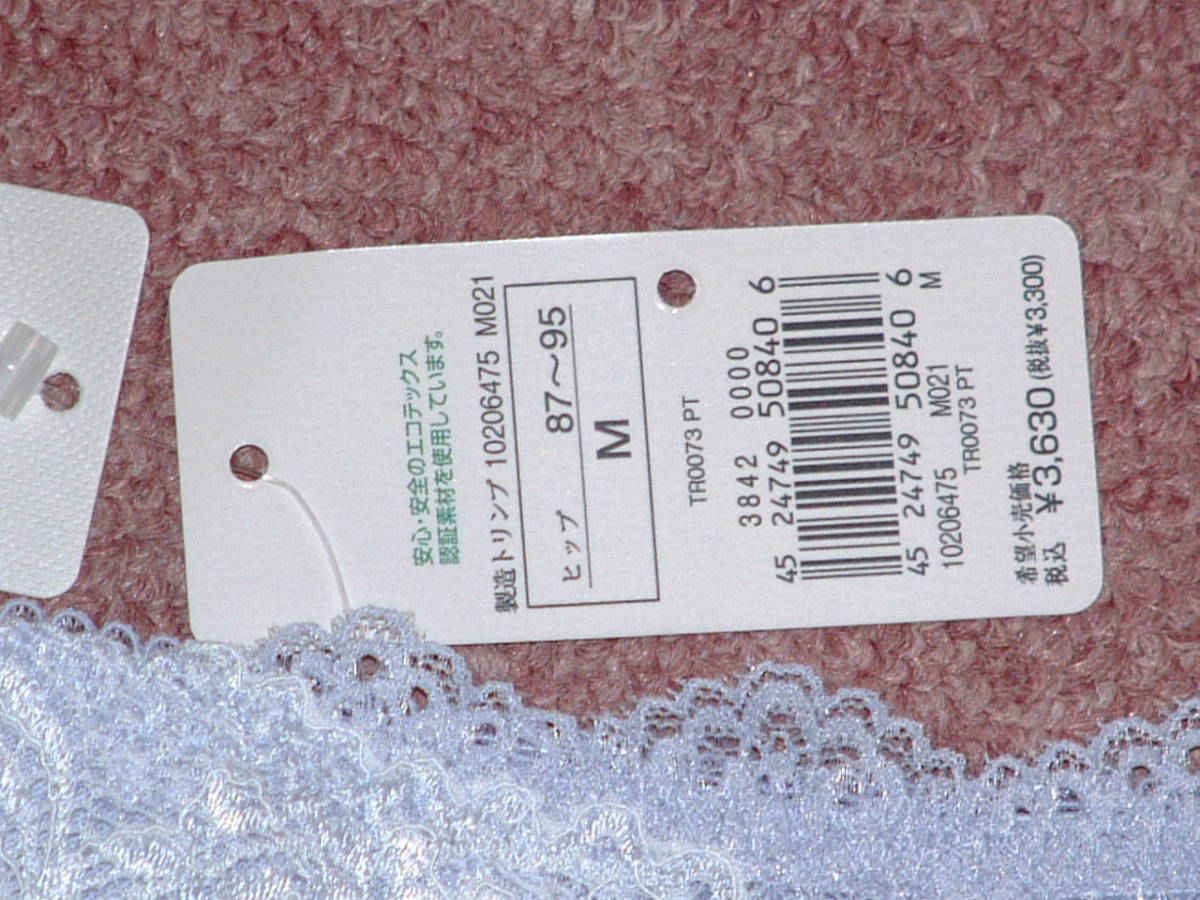 安心・安全のエコテックス
認証素材を使用しています。
製造トリンプ 10206475 M021
ヒップ 87〜95
M
TR0073 PT
3842 0000
45 24749 50840 6
45 24749 50840 6
10206475 M021 M
TR0073 PT
希望小売価格
税込 ¥3,630 (税抜¥3,300)